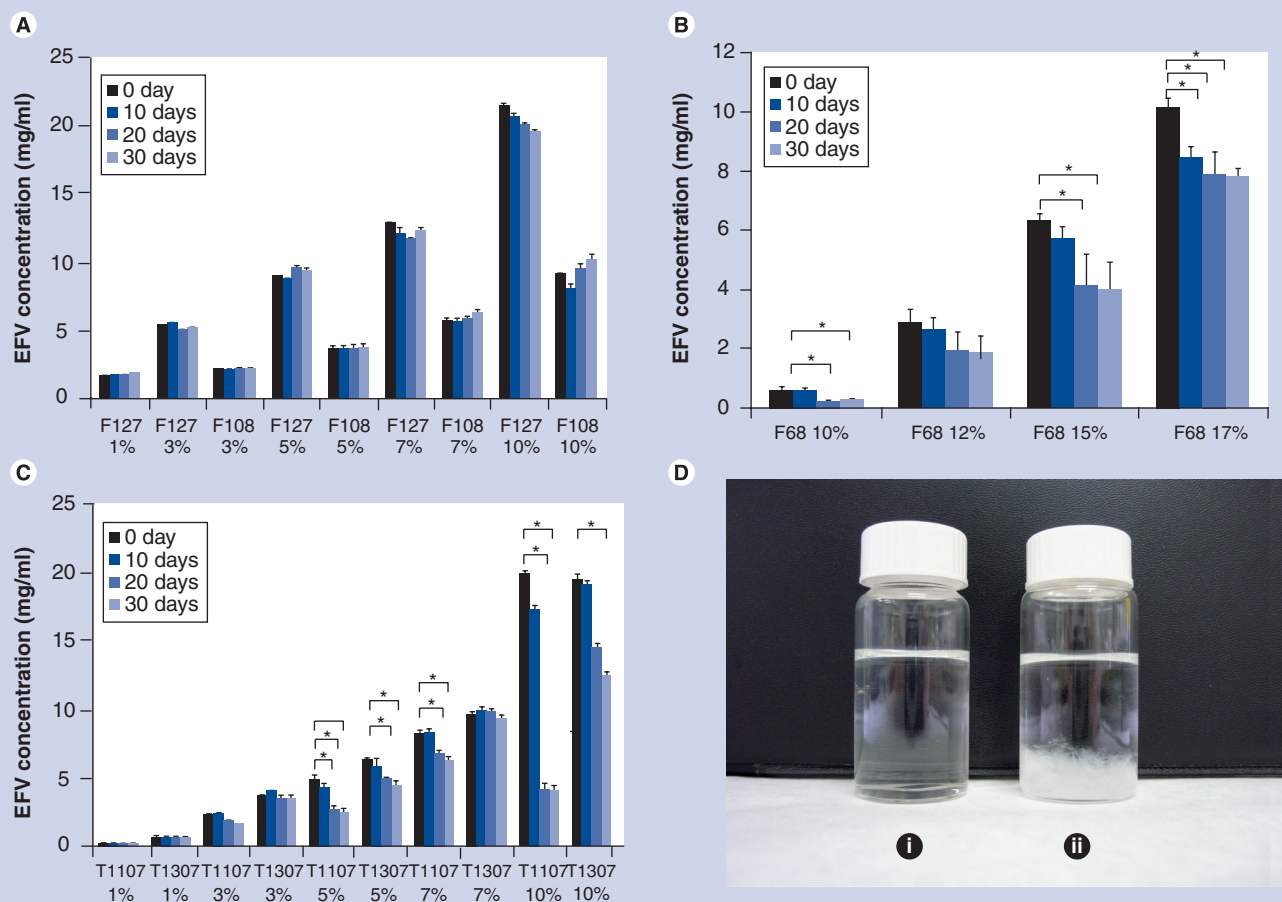 A
EFV concentration (mg/ml)
25
20
15
10
5
0
0 day
10 days
20 days
30 days
F127 F127 F108 F127 F108 F127 F108 F127 F108
1% 3% 3% 5% 5% 7% 7% 10% 10%
B
EFV concentration (mg/ml)
12
10
8
6
4
2
0
0 day
10 days
20 days
30 days
* *
* *
* * *
F68 10% F68 12% F68 15% F68 17%
C
EFV concentration (mg/ml)
25
20
15
10
5
0
0 day
10 days
20 days
30 days
* *
* *
* *
* *
*
T1107 T1307 T1107 T1307 T1107 T1307 T1107 T1307 T1107 T1307
1% 1% 3% 3% 5% 5% 7% 7% 10% 10%
D
i ii